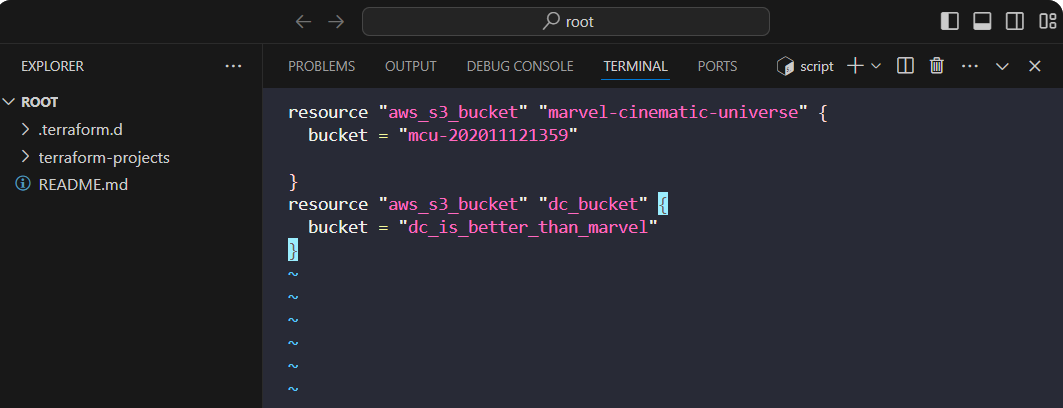 root
EXPLORER ...
ROOT
.terraform.d
terraform-projects
README.md
PROBLEMS OUTPUT DEBUG CONSOLE TERMINAL PORTS script ...
resource "aws_s3_bucket" "marvel-cinematic-universe" {
  bucket = "mcu-202011121359"
}
resource "aws_s3_bucket" "dc_bucket" {
  bucket = "dc_is_better_than_marvel"
}
~
~
~
~
~
~